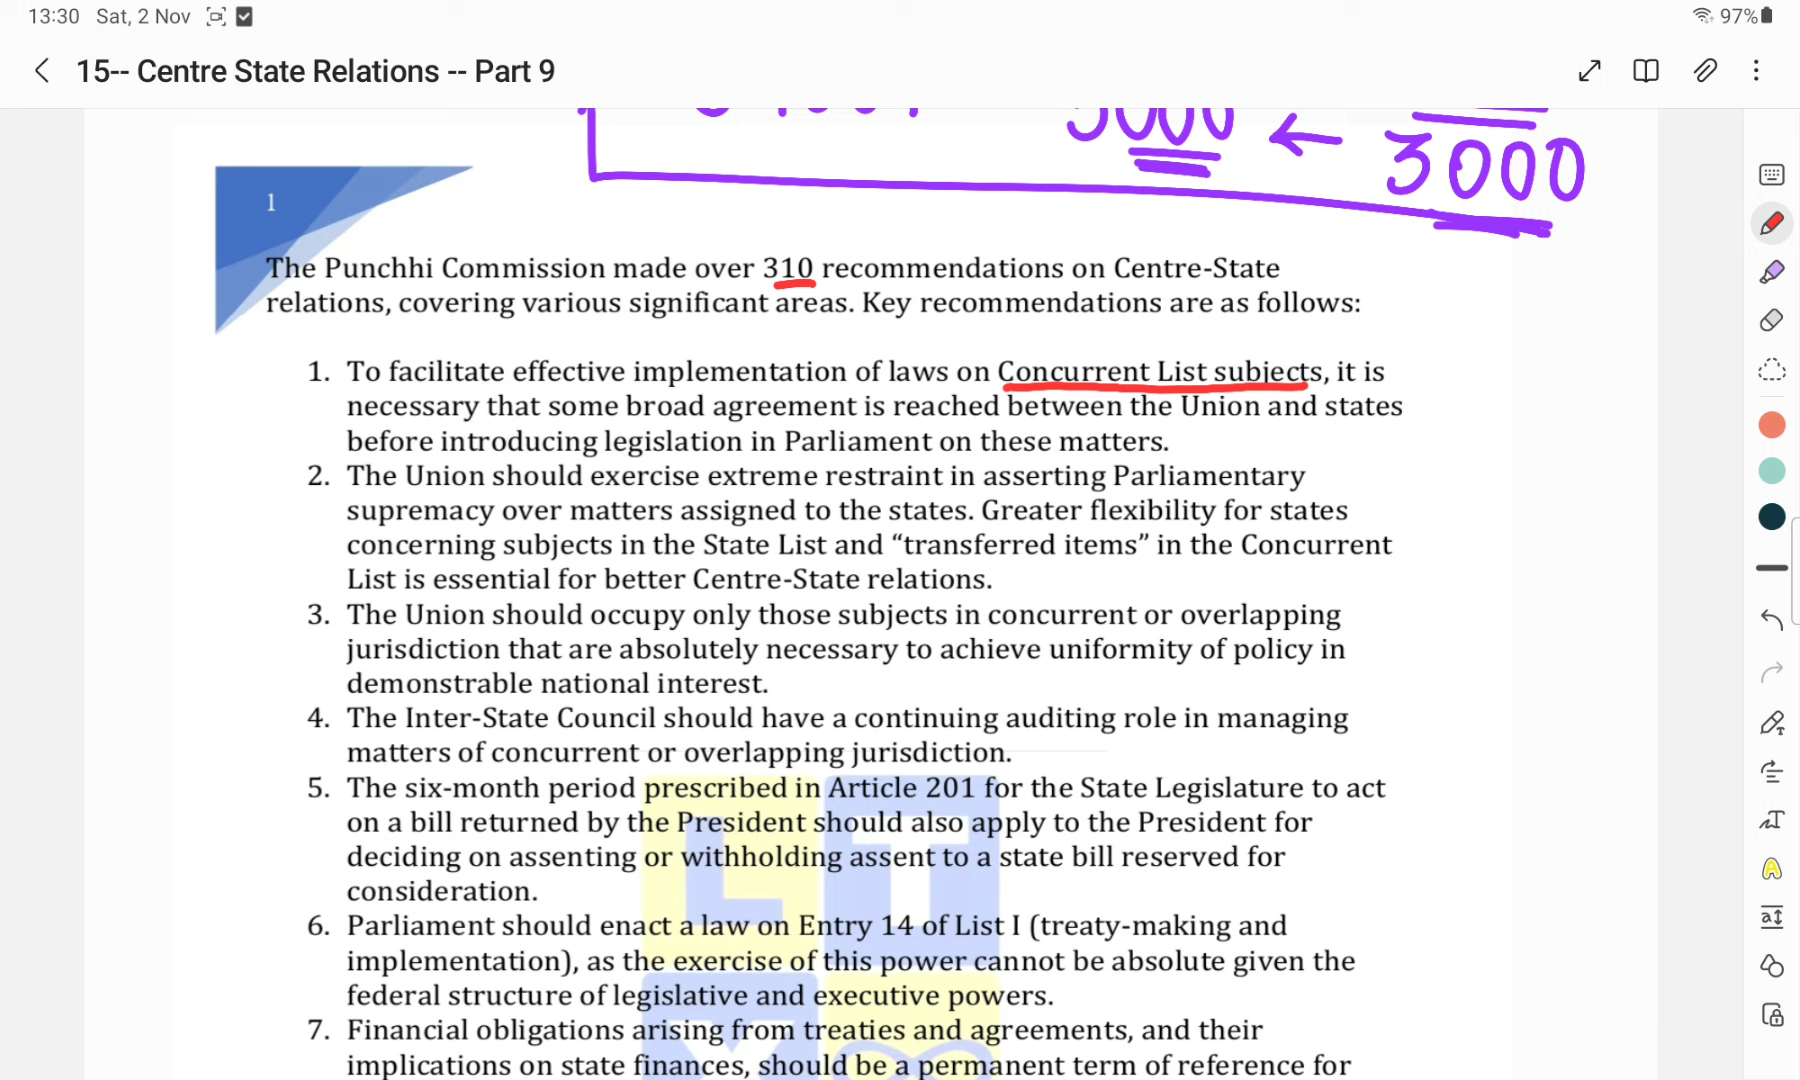 13:30 Sat, 2 Nov
97%
15-- Centre State Relations -- Part 9
3000
1
The Punchhi Commission made over 310 recommendations on Centre-State
relations, covering various significant areas. Key recommendations are as follows:
1. To facilitate effective implementation of laws on Concurrent List subjects, it is
necessary that some broad agreement is reached between the Union and states
before introducing legislation in Parliament on these matters.
2. The Union should exercise extreme restraint in asserting Parliamentary
supremacy over matters assigned to the states. Greater flexibility for states
concerning subjects in the State List and “transferred items” in the Concurrent
List is essential for better Centre-State relations.
3. The Union should occupy only those subjects in concurrent or overlapping
jurisdiction that are absolutely necessary to achieve uniformity of policy in
demonstrable national interest.
4. The Inter-State Council should have a continuing auditing role in managing
matters of concurrent or overlapping jurisdiction.
5. The six-month period prescribed in Article 201 for the State Legislature to act
on a bill returned by the President should also apply to the President for
deciding on assenting or withholding assent to a state bill reserved for
consideration.
6. Parliament should enact a law on Entry 14 of List I (treaty-making and
implementation), as the exercise of this power cannot be absolute given the
federal structure of legislative and executive powers.
7. Financial obligations arising from treaties and agreements, and their
implications on state finances, should be a permanent term of reference for